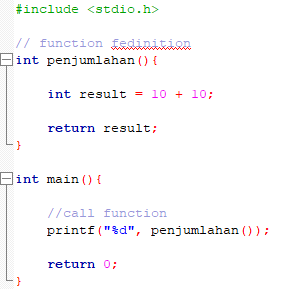 #include <stdio.h>
// function fedinition
int penjumlahan(){
int result = 10 + 10;
return result;
}
int main(){
//call function
printf("%d", penjumlahan());
return 0;
}